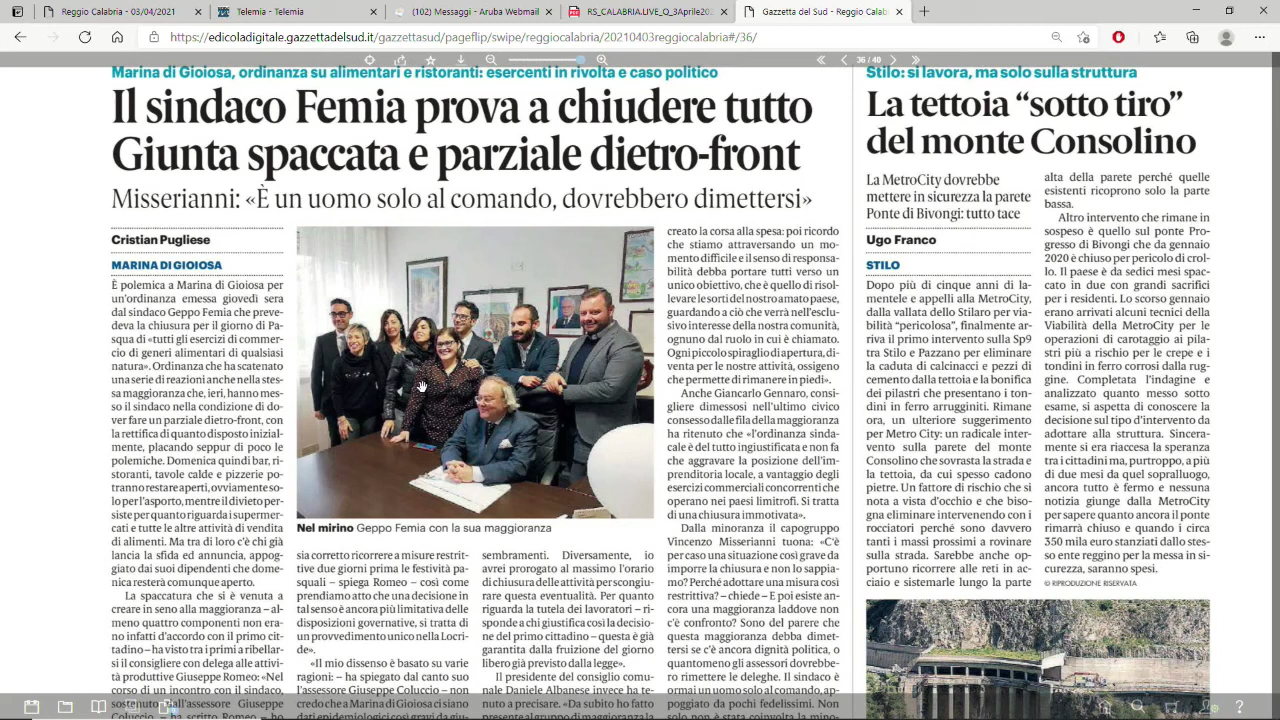 Reggio - 03/04/2021
Telemia - Telemia
(102) Messaggi - Aruba Webmail
RS_CALABRIA.LIVE_O_3Aprile202
Gazzetta del Sud - Reggio Calab
https://edicoladigitale.gazzettadelsud.it/gazzettasud/pageflip/swipe/reggiocalabria/20210403reggiocalabria#/36/
36 / 40
Marina di Gioiosa, ordinanza su alimentari e ristoranti: esercenti in rivolta e caso politico
Il sindaco Femia prova a chiudere tutto
Giunta spaccata e parziale dietro-front
Misserianni: «È un uomo solo al comando, dovrebbero dimettersi»
Cristian Pugliese
MARINA DI GIOIOSA
È polemica a Marina di Gioiosa per
un'ordinanza emessa giovedì sera
dal sindaco Geppo Femia che preve-
deva la chiusura per il giorno di Pa-
squa di «tutti gli esercizi di commer-
cio di generi alimentari di qualsiasi
natura». Ordinanza che ha scatenato
una serie di reazioni anche nella stes-
sa maggioranza che, ieri, hanno mes-
so il sindaco nella condizione di do-
ver fare un parziale dietro-front, con
la rettifica di quanto disposto inizial-
mente, placando seppur di poco le
polemiche. Domenica quindi bar, ri-
storanti, tavole calde e pizzerie po-
tranno restare aperti, ovviamente so-
lo per l'asporto, mentre il divieto per-
siste per quanto riguarda i supermer-
cati e tutte le altre attività di vendita
di alimenti. Ma tra di loro c'è chi già
lancia la sfida ed annuncia, appog-
giato dai suoi dipendenti che dome-
nica resterà comunque aperto.
La spaccatura che si è venuta a
creare in seno alla maggioranza – al-
meno quattro componenti non era-
no infatti d'accordo con il primo cit-
tadino – ha visto tra i primi a ribellar-
si il consigliere con delega alle attivi-
tà produttive Giuseppe Romeo: «Nel
corso di un incontro con il sindaco,
sostenuto dall'assessore Giuseppe
Coluccio – ha scritto Romeo – ho
Nel mirino Geppo Femia con la sua maggioranza
sia corretto ricorrere a misure restrit-
tive due giorni prima le festività pa-
squali – spiega Romeo – così come
prendiamo atto che una decisione in
tal senso è ancora più limitativa delle
disposizioni governative, si tratta di
un provvedimento unico nella Locri-
de».
«Il mio dissenso è basato su varie
ragioni: – ha spiegato dal canto suo
l'assessore Giuseppe Coluccio – non
credo che a Marina di Gioiosa ci siano
dati epidemiologici così gravi da giu-
sembramenti. Diversamente, io
avrei prorogato al massimo l'orario
di chiusura delle attività per scongiu-
rare questa eventualità. Per quanto
riguarda la tutela dei lavoratori – ri-
sponde a chi giustifica così la decisione
del primo cittadino – questa è già
garantita dalla fruizione del giorno
libero già previsto dalla legge».
Il presidente del consiglio comu-
nale Daniele Albanese invece ha te-
nuto a precisare. «Da subito ho fatto
presente al gruppo di maggioranza la
creato la corsa alla spesa: poi ricordo
che stiamo attraversando un mo-
mento difficile e il senso di responsa-
bilità debba portare tutti verso un
unico obiettivo, che è quello di risol-
levare le sorti del nostro amato paese,
guardando a ciò che verrà nell'esclu-
sivo interesse della nostra comunità,
ognuno dal ruolo in cui è chiamato.
Ogni piccolo spiraglio di apertura, di-
venta per le nostre attività, ossigeno
che permette di rimanere in piedi».
Anche Giancarlo Gennaro, con-
sigliere dimessosi nell'ultimo civico
consesso dalle fila della maggioranza
ha ritenuto che «l'ordinanza sinda-
cale è del tutto ingiustificata e non fa
che aggravare la posizione dell'im-
prenditoria locale, a vantaggio degli
esercizi commerciali concorrenti che
operano nei paesi limitrofi. Si tratta
di una chiusura immotivata».
Dalla minoranza il capogruppo
Vincenzo Misserianni tuona: «C'è
per caso una situazione così grave da
imporre la chiusura e non lo sappia-
mo? Perché adottare una misura così
restrittiva? – chiede – E poi esiste an-
cora una maggioranza laddove non
c'è confronto? Sono del parere che
questa maggioranza debba dimet-
tersi se c'è ancora dignità politica, o
quantomeno gli assessori dovrebbe-
ro rimettere le deleghe. Il sindaco è
ormai un uomo solo al comando, ap-
poggiato da pochi fedelissimi. Non
solo non è stata coinvolta la mino-
Stilo: si lavora, ma solo sulla struttura
La tettoia “sotto tiro”
del monte Consolino
La MetroCity dovrebbe
mettere in sicurezza la parete
Ponte di Bivongi: tutto tace
Ugo Franco
STILO
Dopo più di cinque anni di la-
mentele e appelli alla MetroCity,
dalla vallata dello Stilaro per via-
bilità “pericolosa”, finalmente ar-
riva il primo intervento sulla Sp9
tra Stilo e Pazzano per eliminare
la caduta di calcinacci e pezzi di
cemento dalla tettoia e la bonifica
dei pilastri che presentano i ton-
dini in ferro arrugginiti. Rimane
ora, un ulteriore suggerimento
per Metro City: un radicale inter-
vento sulla parete del monte
Consolino che sovrasta la strada e
la tettoia, da cui spesso cadono
pietre. Un fattore di rischio che si
nota a vista d'occhio e che biso-
gna eliminare intervenendo con i
rocciatori perché sono davvero
tanti i massi prossimi a rovinare
sulla strada. Sarebbe anche op-
portuno ricorrere alle reti in ac-
ciaio e sistemarle lungo la parte
alta della parete perché quelle
esistenti ricoprono solo la parte
bassa.
Altro intervento che rimane in
sospeso è quello sul ponte Pro-
gresso di Bivongi che da gennaio
2020 è chiuso per pericolo di crol-
lo. Il paese è da sedici mesi spac-
cato in due con grandi sacrifici
per i residenti. Lo scorso gennaio
erano arrivati alcuni tecnici della
Viabilità della MetroCity per le
operazioni di carotaggio ai pila-
stri più a rischio per le crepe e i
tondini in ferro corrosi dalla rug-
gine. Completata l'indagine e
analizzato quanto messo sotto
esame, si aspetta di conoscere la
decisione sul tipo d'intervento da
adottare alla struttura. Sincera-
mente si era riaccesa la speranza
tra i cittadini ma, purtroppo, a più
di due mesi da quel sopralluogo,
ancora tutto è fermo e nessuna
notizia giunge dalla MetroCity
per sapere quanto ancora il ponte
rimarrà chiuso e quando i circa
350 mila euro stanziati dallo stes-
so ente reggino per la messa in si-
curezza, saranno spesi.
© RIPRODUZIONE RISERVATA